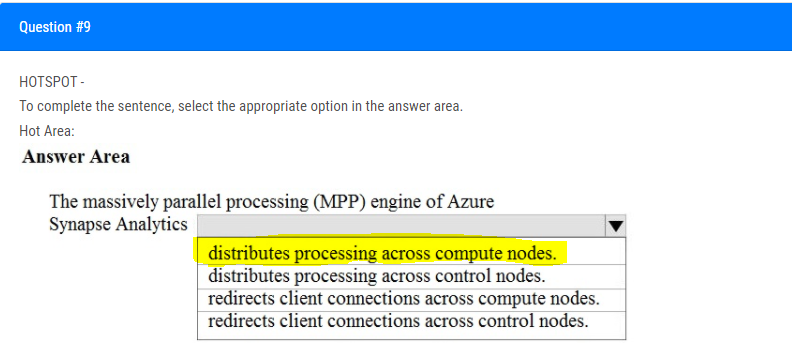 Question #9
HOTSPOT -
To complete the sentence, select the appropriate option in the answer area.
Hot Area:
Answer Area
The massively parallel processing (MPP) engine of Azure
Synapse Analytics
distributes processing across compute nodes.
distributes processing across control nodes.
redirects client connections across compute nodes.
redirects client connections across control nodes.